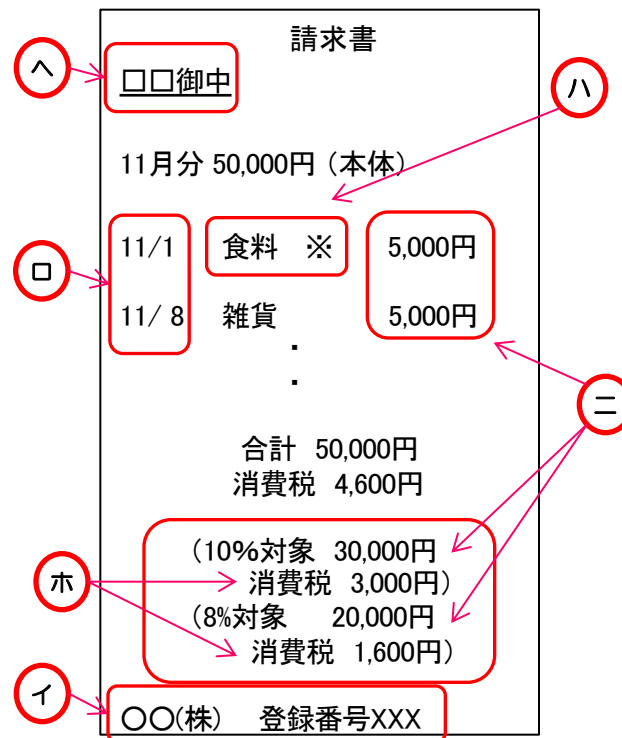 請求書
ヘ
□□御中
ハ
11月分 50,000円（本体）
ロ
11/1 食料 ※ 5,000円
11/ 8 雑貨 5,000円
・
・
ニ
合計 50,000円
消費税 4,600円
（10％対象 30,000円
ホ
消費税 3,000円）
（8%対象 20,000円
消費税 1,600円）
イ
○○(株) 登録番号XXX